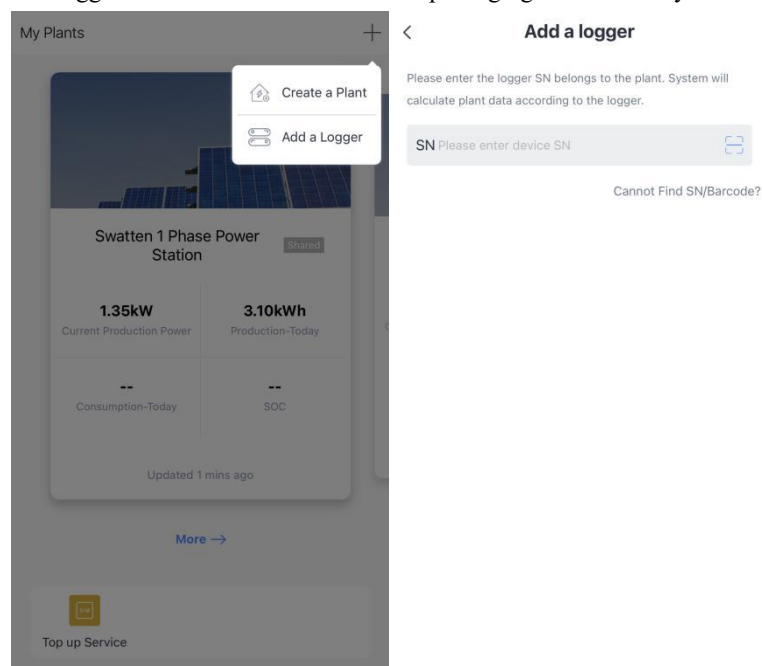 My Plants
Create a Plant
Add a Logger
Swatten 1 Phase Power
Station
Shared
1.35kW
3.10kWh
Current Production Power
Production-Today
--
--
Consumption-Today
SOC
Updated 1 mins ago
More →
Top up Service
Add a logger
Please enter the logger SN belongs to the plant. System will
calculate plant data according to the logger.
SN Please enter device SN
Cannot Find SN/Barcode?